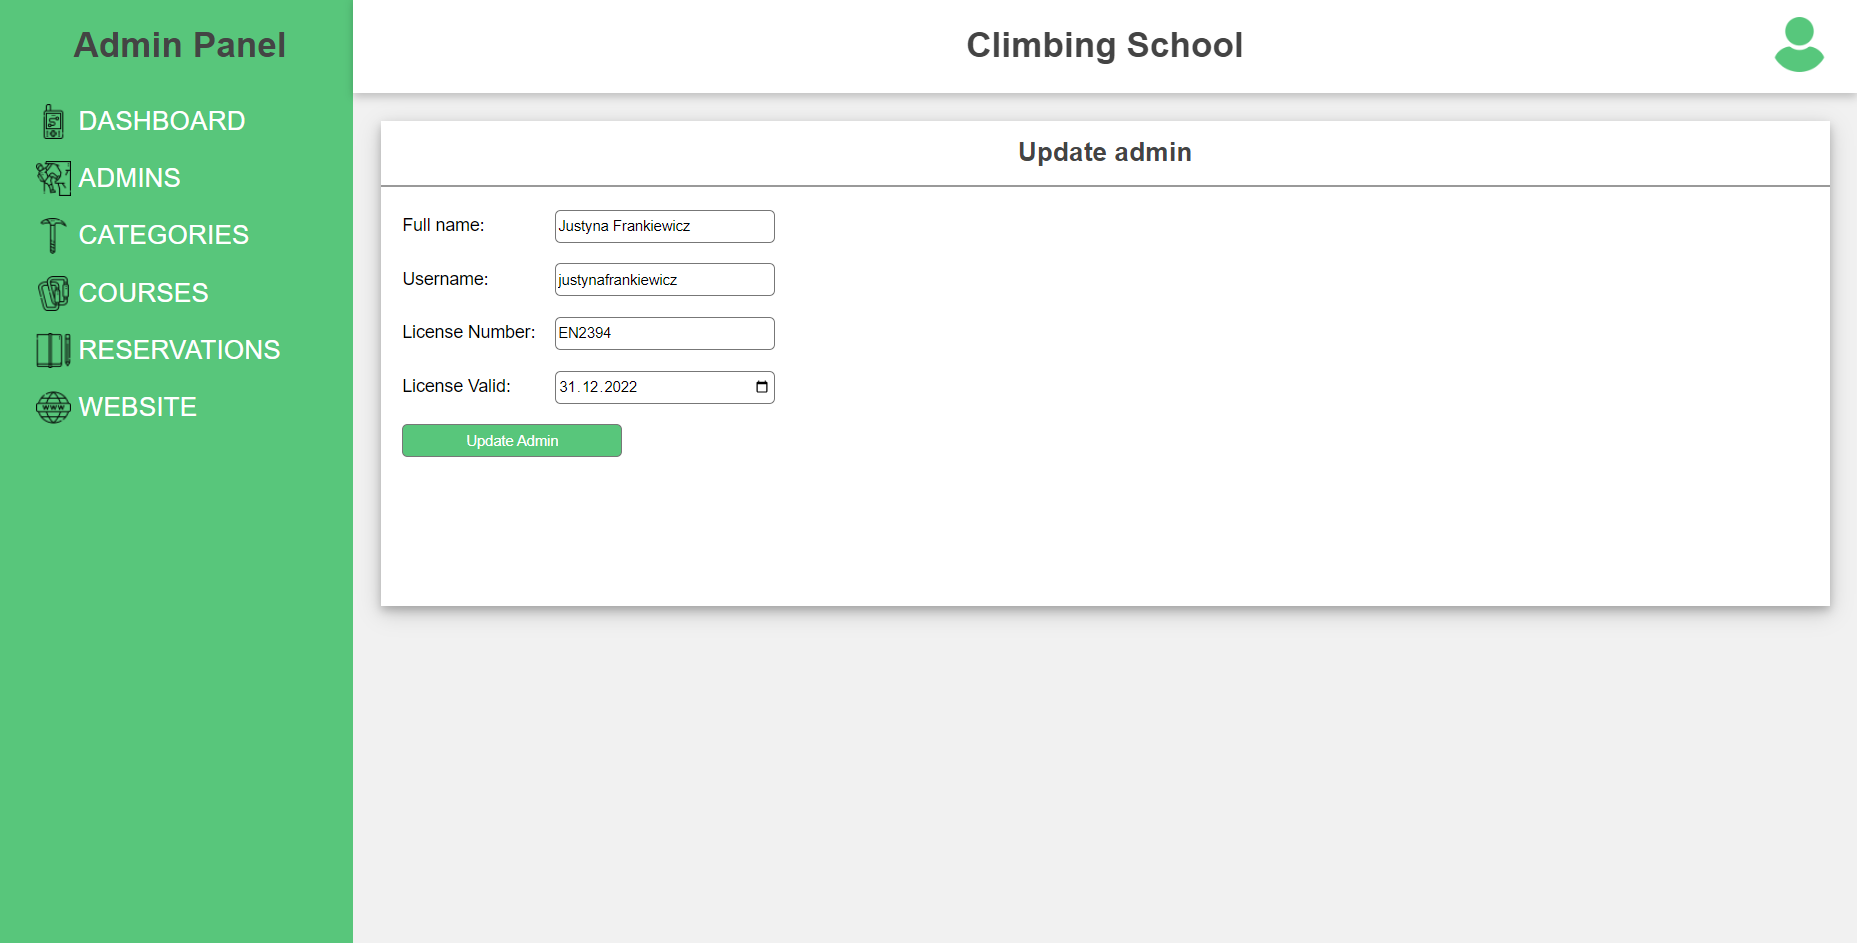 Admin Panel
Climbing School
DASHBOARD
ADMINS
CATEGORIES
COURSES
RESERVATIONS
WWW
WEBSITE
Update admin
Full name:
Justyna Frankiewicz
Username:
justynafrankiewicz
License Number:
EN2394
License Valid:
31.12.2022
Update Admin